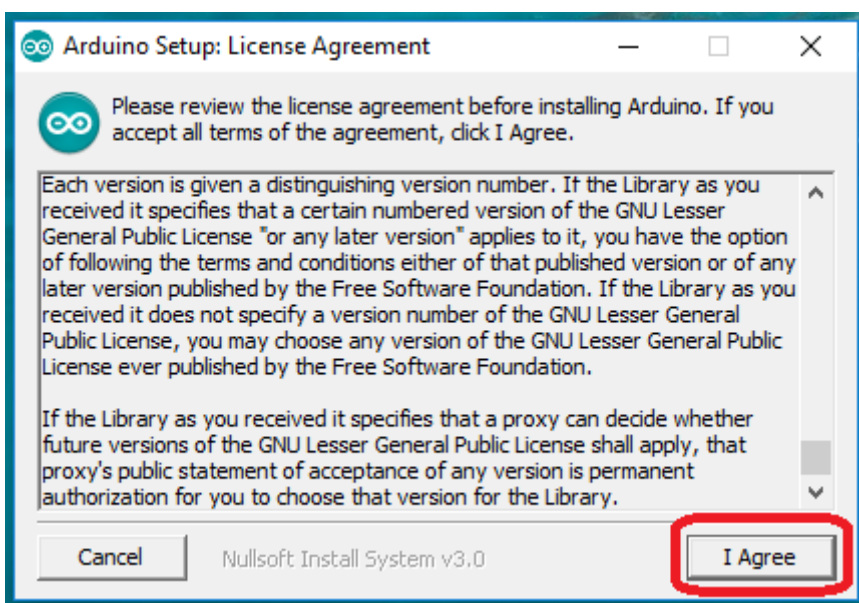 Arduino Setup: License Agreement
Please review the license agreement before installing Arduino. If you
accept all terms of the agreement, click I Agree.
Each version is given a distinguishing version number. If the Library as you
received it specifies that a certain numbered version of the GNU Lesser
General Public License "or any later version" applies to it, you have the option
of following the terms and conditions either of that published version or of any
later version published by the Free Software Foundation. If the Library as you
received it does not specify a version number of the GNU Lesser General
Public License, you may choose any version of the GNU Lesser General Public
License ever published by the Free Software Foundation.
If the Library as you received it specifies that a proxy can decide whether
future versions of the GNU Lesser General Public License shall apply, that
proxy's public statement of acceptance of any version is permanent
authorization for you to choose that version for the Library.
Cancel
Nullsoft Install System v3.0
I Agree